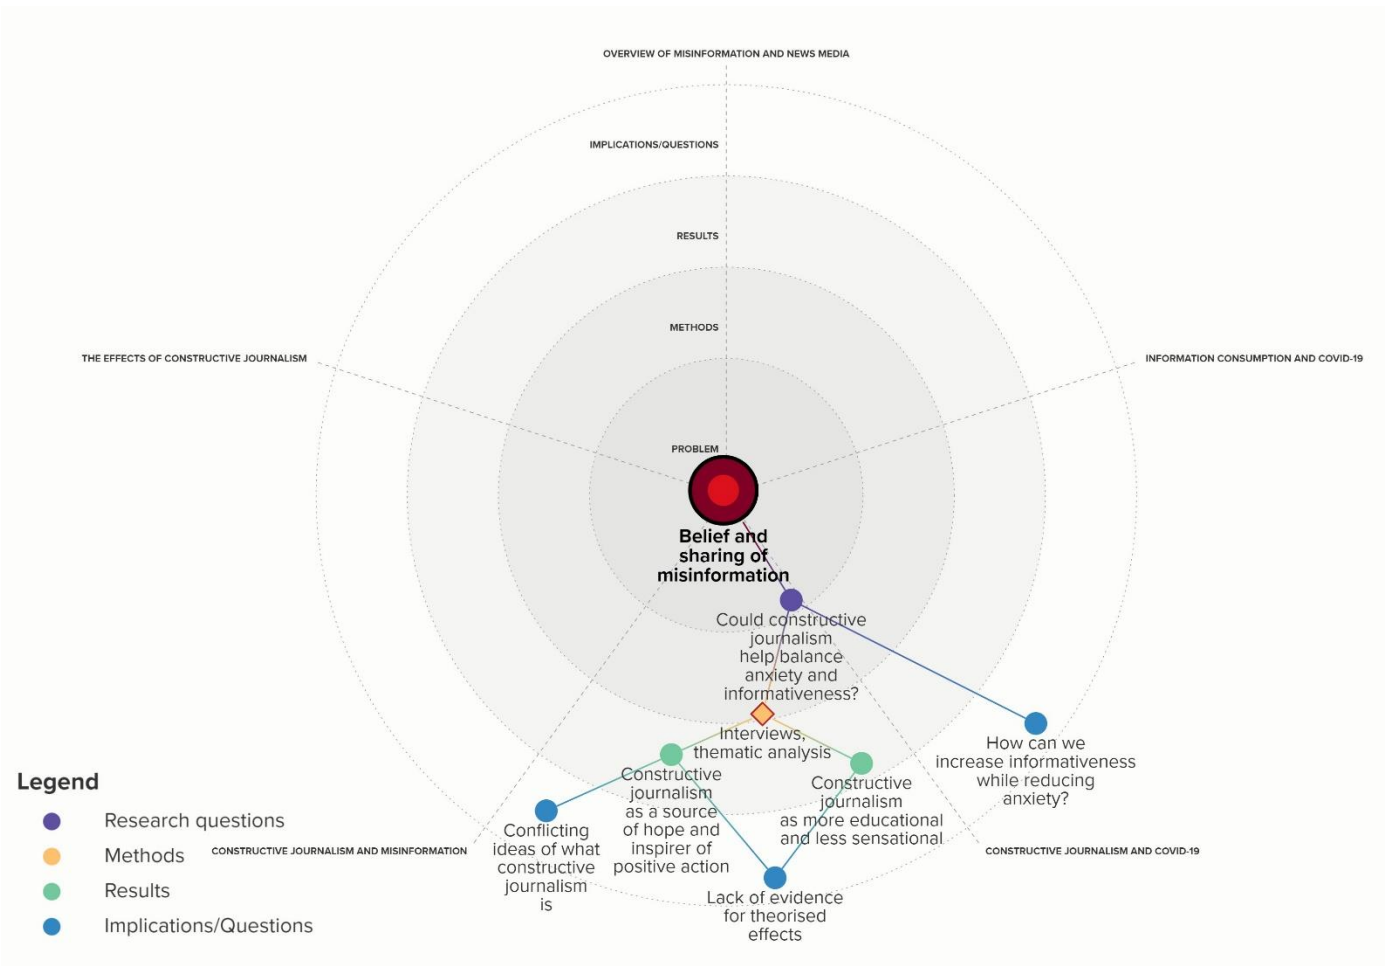 OVERVIEW OF MISINFORMATION AND NEWS MEDIA
IMPLICATIONS/QUESTIONS
RESULTS
METHODS
THE EFFECTS OF CONSTRUCTIVE JOURNALISM
INFORMATION CONSUMPTION AND COVID-19
PROBLEM
Belief and
sharing of
misinformation
Could constructive
journalism
help balance
anxiety and
informativeness?
Interviews,
thematic analysis
How can we
increase informativeness
while reducing
anxiety?
Constructive
journalism
as a source
of hope and
inspirer of
positive action
Constructive
journalism
as more educational
and less sensational
Conflicting
ideas of what
constructive
journalism
is
Lack of evidence
for theorised
effects
CONSTRUCTIVE JOURNALISM AND MISINFORMATION
CONSTRUCTIVE JOURNALISM AND COVID-19
Legend
Research questions
Methods
Results
Implications/Questions